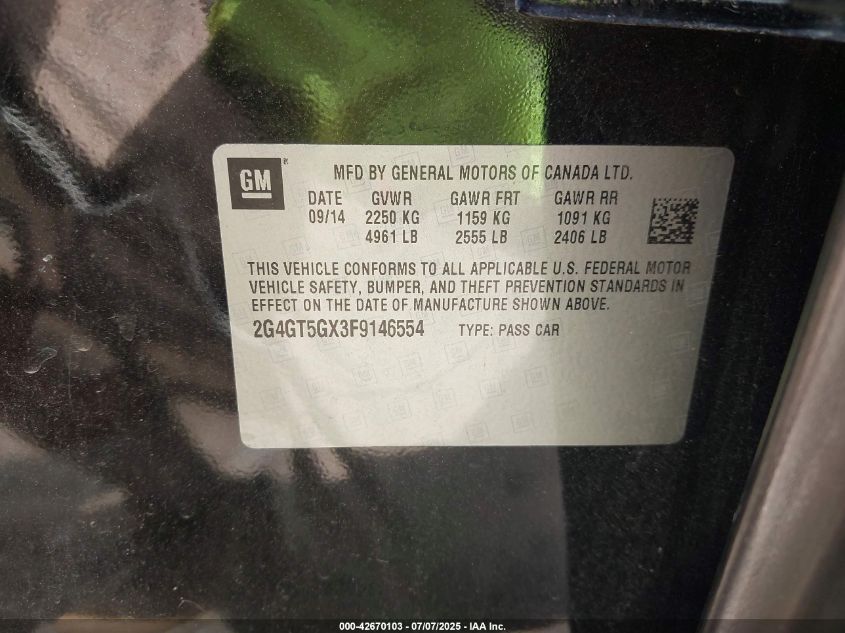 GM
MFD BY GENERAL MOTORS OF CANADA LTD.
DATE GVWR GAWR FRT GAWR RR
09/14 2250 KG 1159 KG 1091 KG
4961 LB 2555 LB 2406 LB
THIS VEHICLE CONFORMS TO ALL APPLICABLE U.S. FEDERAL MOTOR
VEHICLE SAFETY, BUMPER, AND THEFT PREVENTION STANDARDS IN
EFFECT ON THE DATE OF MANUFACTURE SHOWN ABOVE.
2G4GT5GX3F9146554 TYPE: PASS CAR
000-42670103 - 07/07/2025 - IAA Inc.